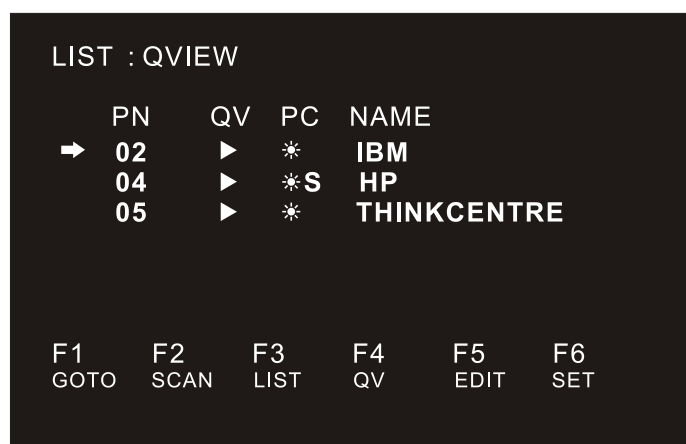 LIST : QVIEW
PN QV PC NAME
02 IBM
04 S HP
05 THINKCENTRE
F1 F2 F3 F4 F5 F6
GOTO SCAN LIST QV EDIT SET